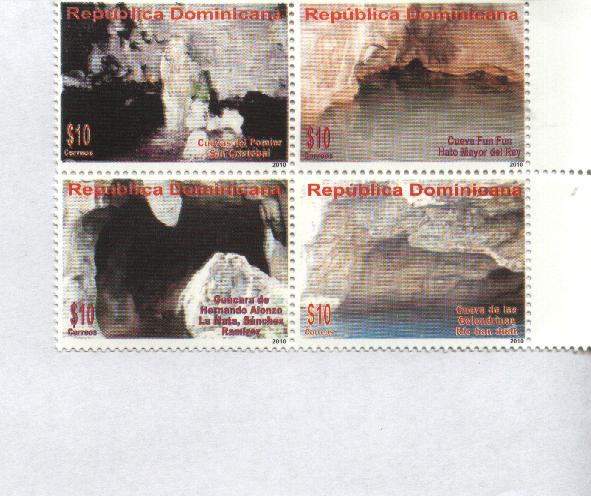 República Dominicana
$10
Correos
Cuevas del Pomier
San Cristóbal
2010
República Dominicana
$10
Correos
Cueva Fun Fun
Hato Mayor del Rey
2010
República Dominicana
$10
Correos
Guácara de
Hernando Alonzo
La Mata, Sánchez
Ramírez
2010
República Dominicana
$10
Correos
Cueva de las
Golondrinas
Río San Juan
2010